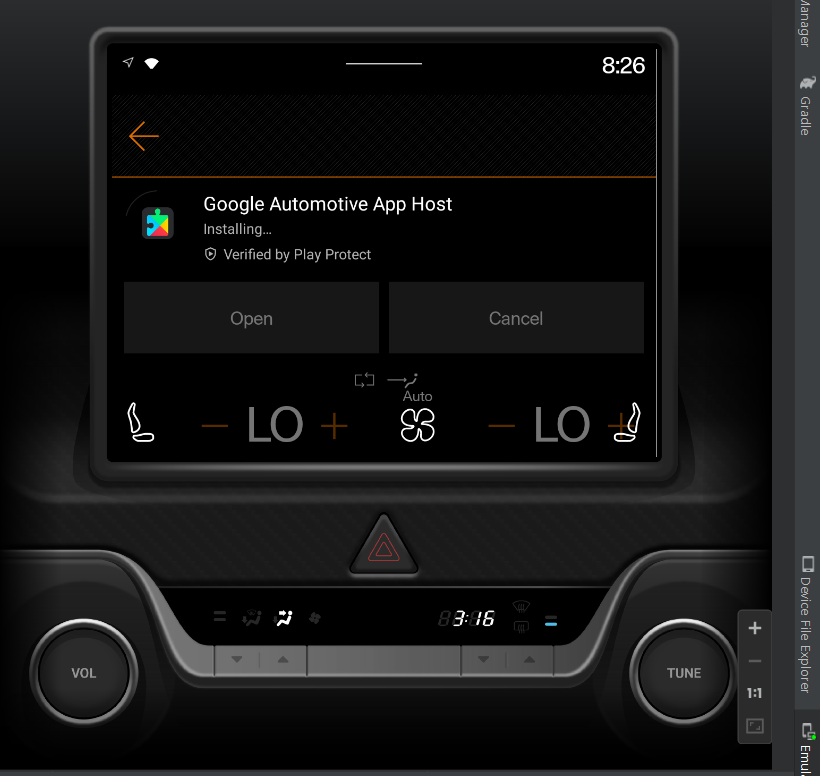 Manager
8:26
Gradle
Google Automotive App Host
Installing...
Verified by Play Protect
Open
Cancel
Auto
LO
LO
Device File Explorer
3:16
VOL
TUNE
1:1